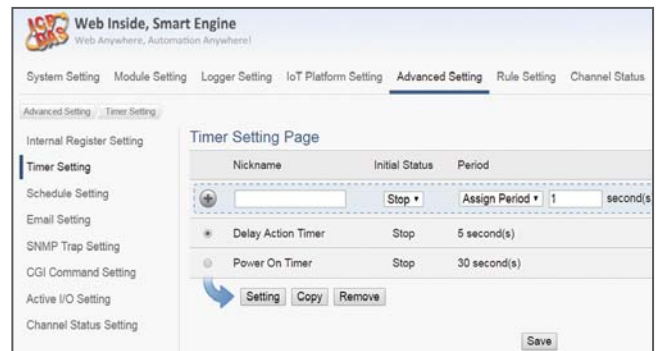 ICP DAS
Web Inside, Smart Engine
Web Anywhere, Automation Anywhere!
System Setting Module Setting Logger Setting IoT Platform Setting Advanced Setting Rule Setting Channel Status
Advanced Setting Timer Setting
Internal Register Setting
Timer Setting
Schedule Setting
Email Setting
SNMP Trap Setting
CGI Command Setting
Active I/O Setting
Channel Status Setting
Timer Setting Page
Nickname Initial Status Period
Stop Assign Period 1 second(s
Delay Action Timer Stop 5 second(s)
Power On Timer Stop 30 second(s)
Setting Copy Remove
Save